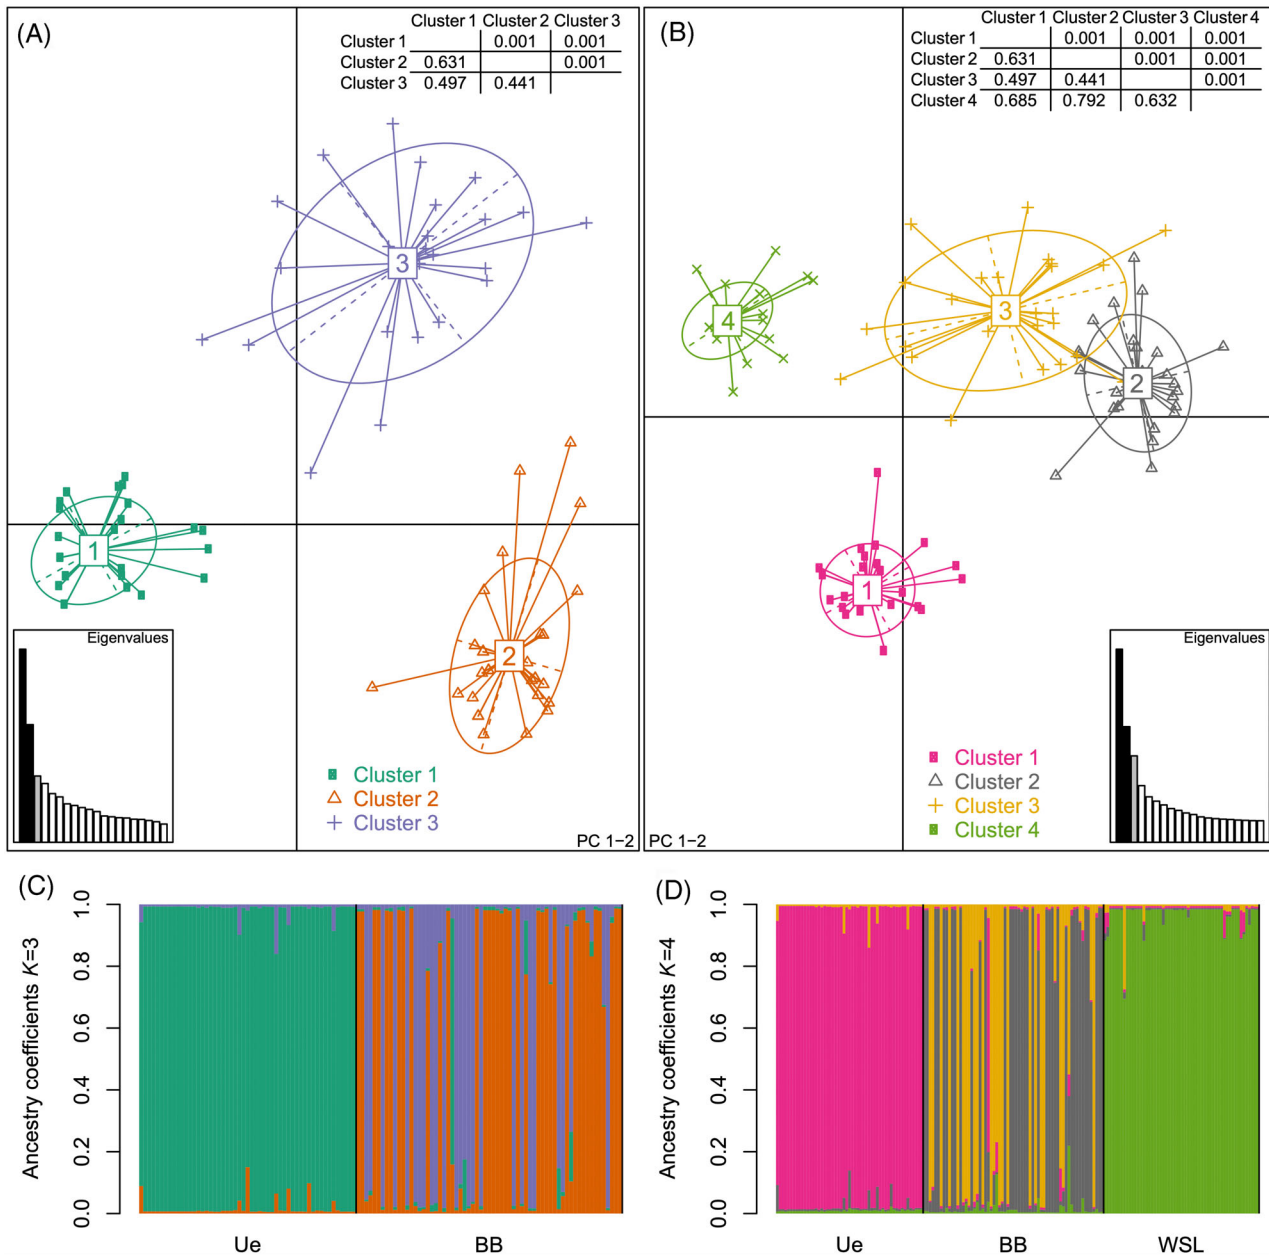 (A)
Cluster 1 Cluster 2 Cluster 3
Cluster 1 0.001 0.001
Cluster 2 0.631 0.001
Cluster 3 0.497 0.441
3
1
2
Eigenvalues
Cluster 1
Cluster 2
Cluster 3
PC 1−2
(B)
Cluster 1 Cluster 2 Cluster 3 Cluster 4
Cluster 1 0.001 0.001 0.001
Cluster 2 0.631 0.001 0.001
Cluster 3 0.497 0.441 0.001
Cluster 4 0.685 0.792 0.632
4
3
2
1
Eigenvalues
Cluster 1
Cluster 2
Cluster 3
Cluster 4
PC 1−2
(C)
Ancestry coefficients K=3
1.0
0.8
0.6
0.4
0.2
0.0
Ue BB
(D)
Ancestry coefficients K=4
1.0
0.8
0.6
0.4
0.2
0.0
Ue BB WSL